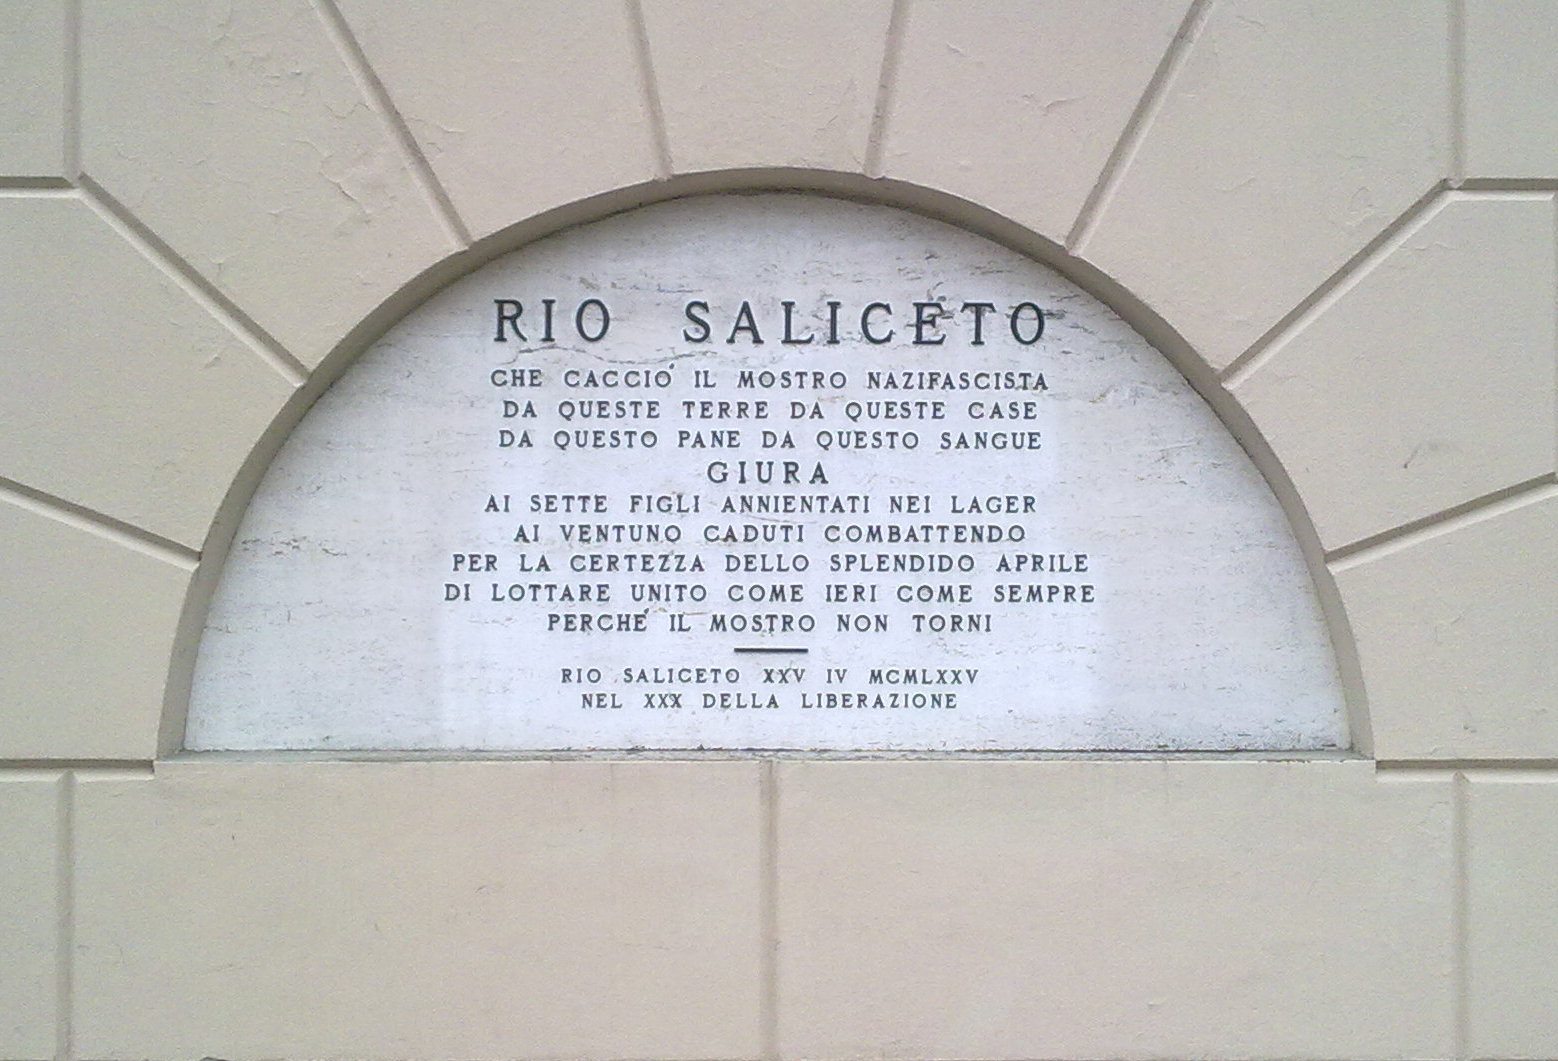 RIO SALICETO
CHE CACCIÒ IL MOSTRO NAZIFASCISTA
DA QUESTE TERRE DA QUESTE CASE
DA QUESTO PANE DA QUESTO SANGUE
GIURA
AI SETTE FIGLI ANNIENTATI NEI LAGER
AI VENTUNO CADUTI COMBATTENDO
PER LA CERTEZZA DELLO SPLENDIDO APRILE
DI LOTTARE UNITO COME IERI COME SEMPRE
PERCHÉ IL MOSTRO NON TORNI
RIO SALICETO XXV IV MCMLXXV
NEL XXX DELLA LIBERAZIONE